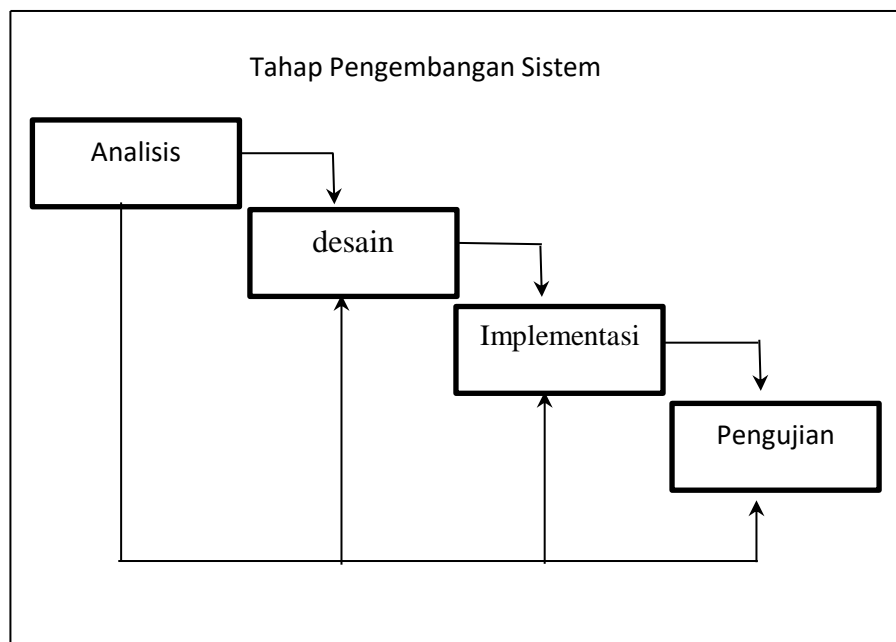 Tahap Pengembangan Sistem
Analisis
desain
Implementasi
Pengujian